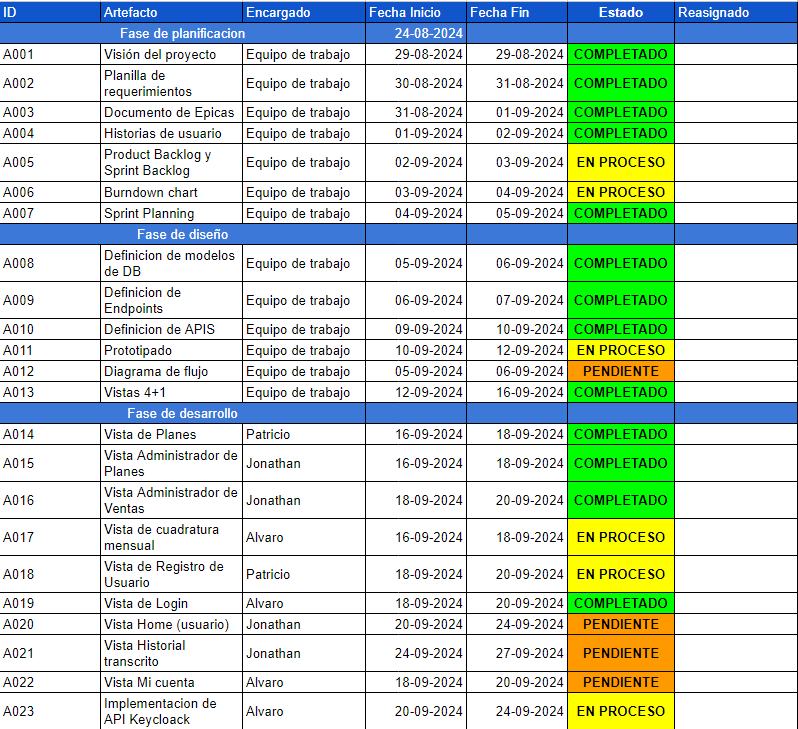 ID Artefacto Encargado Fecha Inicio Fecha Fin Estado Reasignado
Fase de planificacion 24-08-2024
A001 Visión del proyecto Equipo de trabajo 29-08-2024 29-08-2024 COMPLETADO
A002 Planilla de
requerimientos Equipo de trabajo 30-08-2024 31-08-2024 COMPLETADO
A003 Documento de Epicas Equipo de trabajo 31-08-2024 01-09-2024 COMPLETADO
A004 Historias de usuario Equipo de trabajo 01-09-2024 02-09-2024 COMPLETADO
A005 Product Backlog y
Sprint Backlog Equipo de trabajo 02-09-2024 03-09-2024 EN PROCESO
A006 Burndown chart Equipo de trabajo 03-09-2024 04-09-2024 EN PROCESO
A007 Sprint Planning Equipo de trabajo 04-09-2024 05-09-2024 COMPLETADO
Fase de diseño
A008 Definicion de modelos
de DB Equipo de trabajo 05-09-2024 06-09-2024 COMPLETADO
A009 Definicion de
Endpoints Equipo de trabajo 06-09-2024 07-09-2024 COMPLETADO
A010 Definicion de APIS Equipo de trabajo 09-09-2024 10-09-2024 COMPLETADO
A011 Prototipado Equipo de trabajo 10-09-2024 12-09-2024 EN PROCESO
A012 Diagrama de flujo Equipo de trabajo 05-09-2024 06-09-2024 PENDIENTE
A013 Vistas 4+1 Equipo de trabajo 12-09-2024 16-09-2024 COMPLETADO
Fase de desarrollo
A014 Vista de Planes Patricio 16-09-2024 18-09-2024 COMPLETADO
A015 Vista Administrador de
Planes Jonathan 16-09-2024 18-09-2024 COMPLETADO
A016 Vista Administrador de
Ventas Jonathan 18-09-2024 20-09-2024 COMPLETADO
A017 Vista de cuadratura
mensual Alvaro 16-09-2024 18-09-2024 EN PROCESO
A018 Vista de Registro de
Usuario Patricio 18-09-2024 20-09-2024 EN PROCESO
A019 Vista de Login Alvaro 18-09-2024 20-09-2024 COMPLETADO
A020 Vista Home (usuario) Jonathan 20-09-2024 24-09-2024 PENDIENTE
A021 Vista Historial
transcrito Jonathan 24-09-2024 27-09-2024 PENDIENTE
A022 Vista Mi cuenta Alvaro 18-09-2024 20-09-2024 PENDIENTE
A023 Implementacion de
API Keycloack Alvaro 20-09-2024 24-09-2024 EN PROCESO